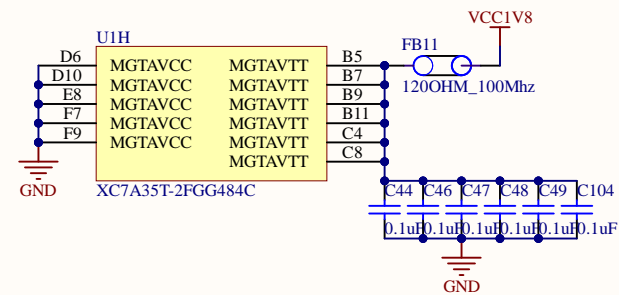 VCC1V8
U1H
FB11
D6 MGTAVCC MGTAVTT B5
D10 MGTAVCC MGTAVTT B7
120OHM_100Mhz
E8 MGTAVCC MGTAVTT B9
F7 MGTAVCC MGTAVTT B11
F9 MGTAVCC MGTAVTT C4
MGTAVTT C8
GND
XC7A35T-2FGG484C
C44 C46 C47 C48 C49 C104
0.1uF 0.1uF 0.1uF 0.1uF 0.1uF 0.1uF
GND